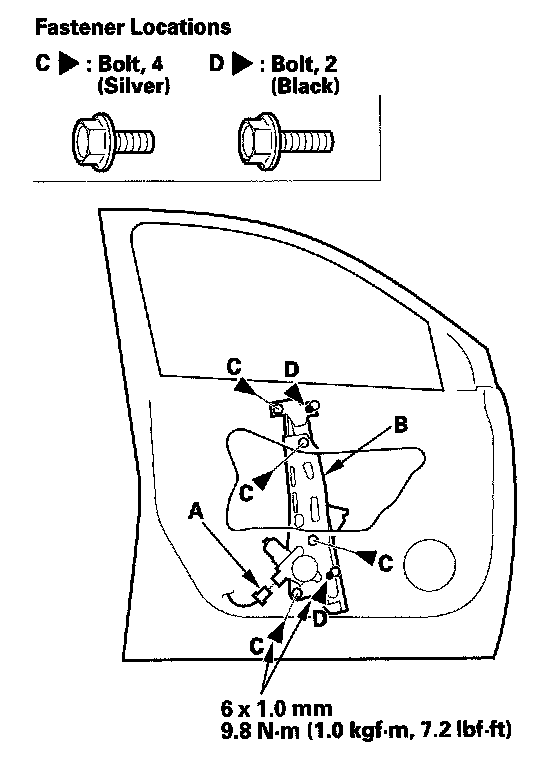 Fastener Locations
C ▶ : Bolt, 4 D ▶ : Bolt, 2
(Silver) (Black)
C D
B
C
A
C
D
C
6 x 1.0 mm
9.8 N·m (1.0 kgf·m, 7.2 lbf·ft)